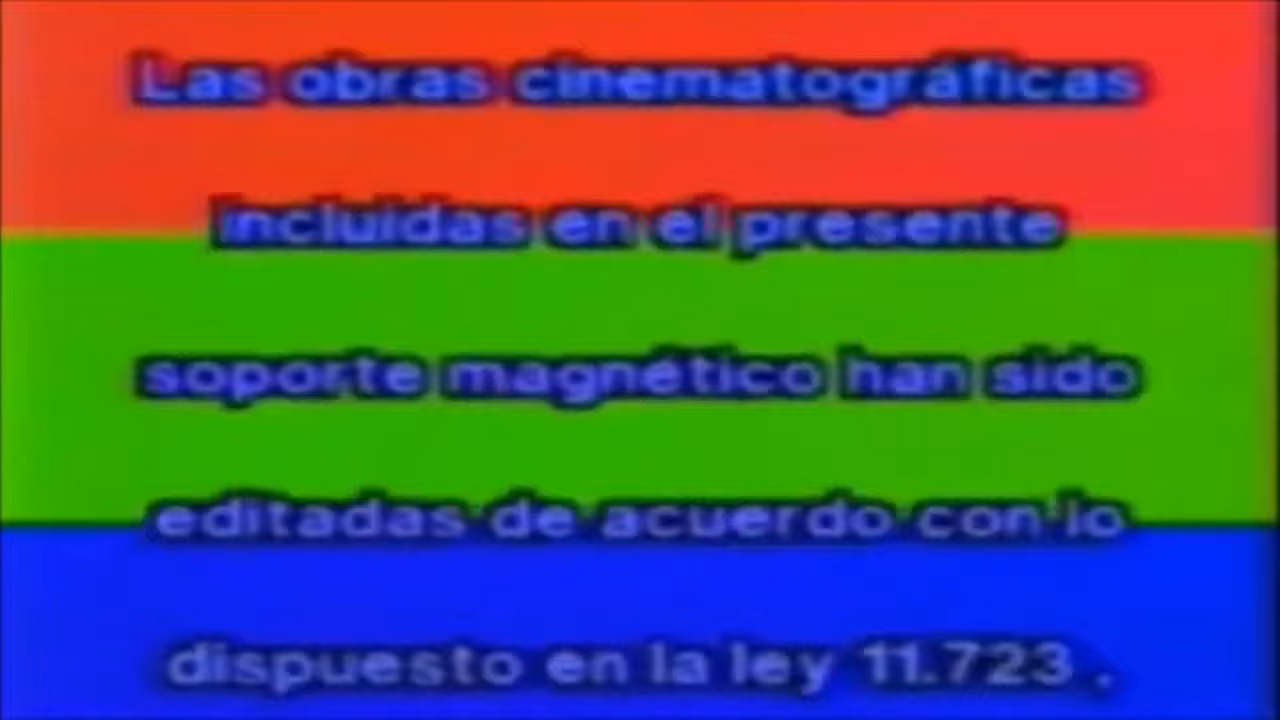 Las obras cinematográficas
incluidas en el presente
soporte magnético han sido
editadas de acuerdo con lo
dispuesto en la ley 11.723 .